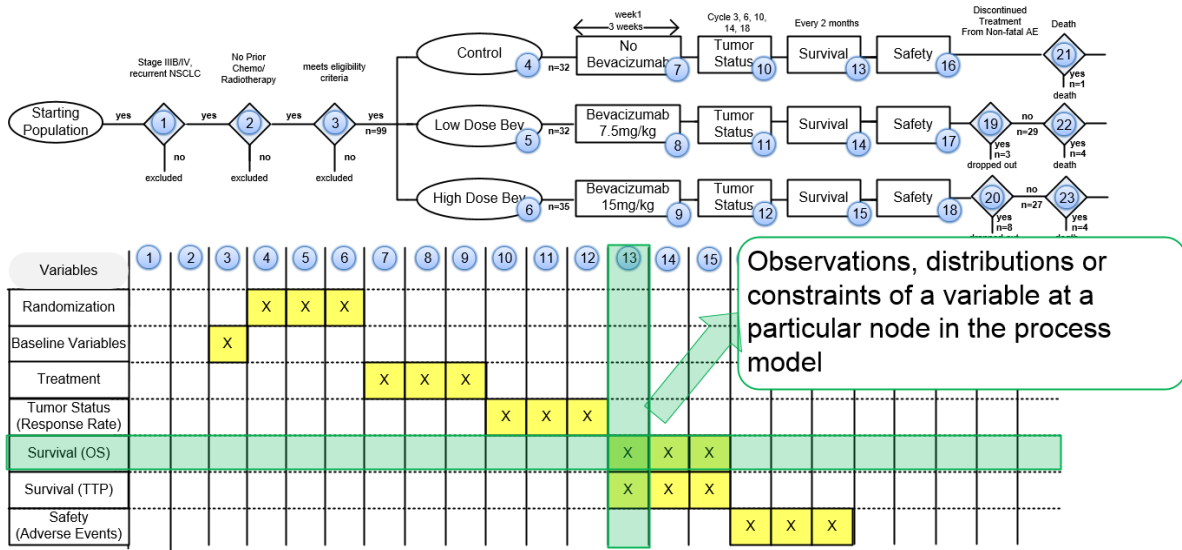 week1
3 weeks
Cycle 3, 6, 10,
14, 18
Every 2 months
Discontinued
Treatment
From Non-fatal AE
Death
Stage IIIB/IV,
recurrent NSCLC
No Prior
Chemo/
Radiotherapy
meets eligibility
criteria
Control
4
n=32
No
Bevacizumab
7
Tumor
Status
10
Survival
13
Safety
16
21
yes
n=1
death
Starting
Population
yes
1
yes
2
yes
3
yes
n=99
no
excluded
no
excluded
no
excluded
Low Dose Bev
5
n=32
Bevacizumab
7.5mg/kg
8
Tumor
Status
11
Survival
14
Safety
17
19
no
n=29
22
yes
n=3
dropped out
yes
n=4
death
High Dose Bev
6
n=35
Bevacizumab
15mg/kg
9
Tumor
Status
12
Survival
15
Safety
18
20
no
n=27
23
yes
n=8
dropped out
yes
n=4
death
Variables
1 2 3 4 5 6 7 8 9 10 11 12 13 14 15
Randomization X X X
Baseline Variables X
Treatment X X X
Tumor Status
(Response Rate) X X X
Survival (OS) X X X
Survival (TTP) X X X
Safety
(Adverse Events) X X X
Observations, distributions or
constraints of a variable at a
particular node in the process
model